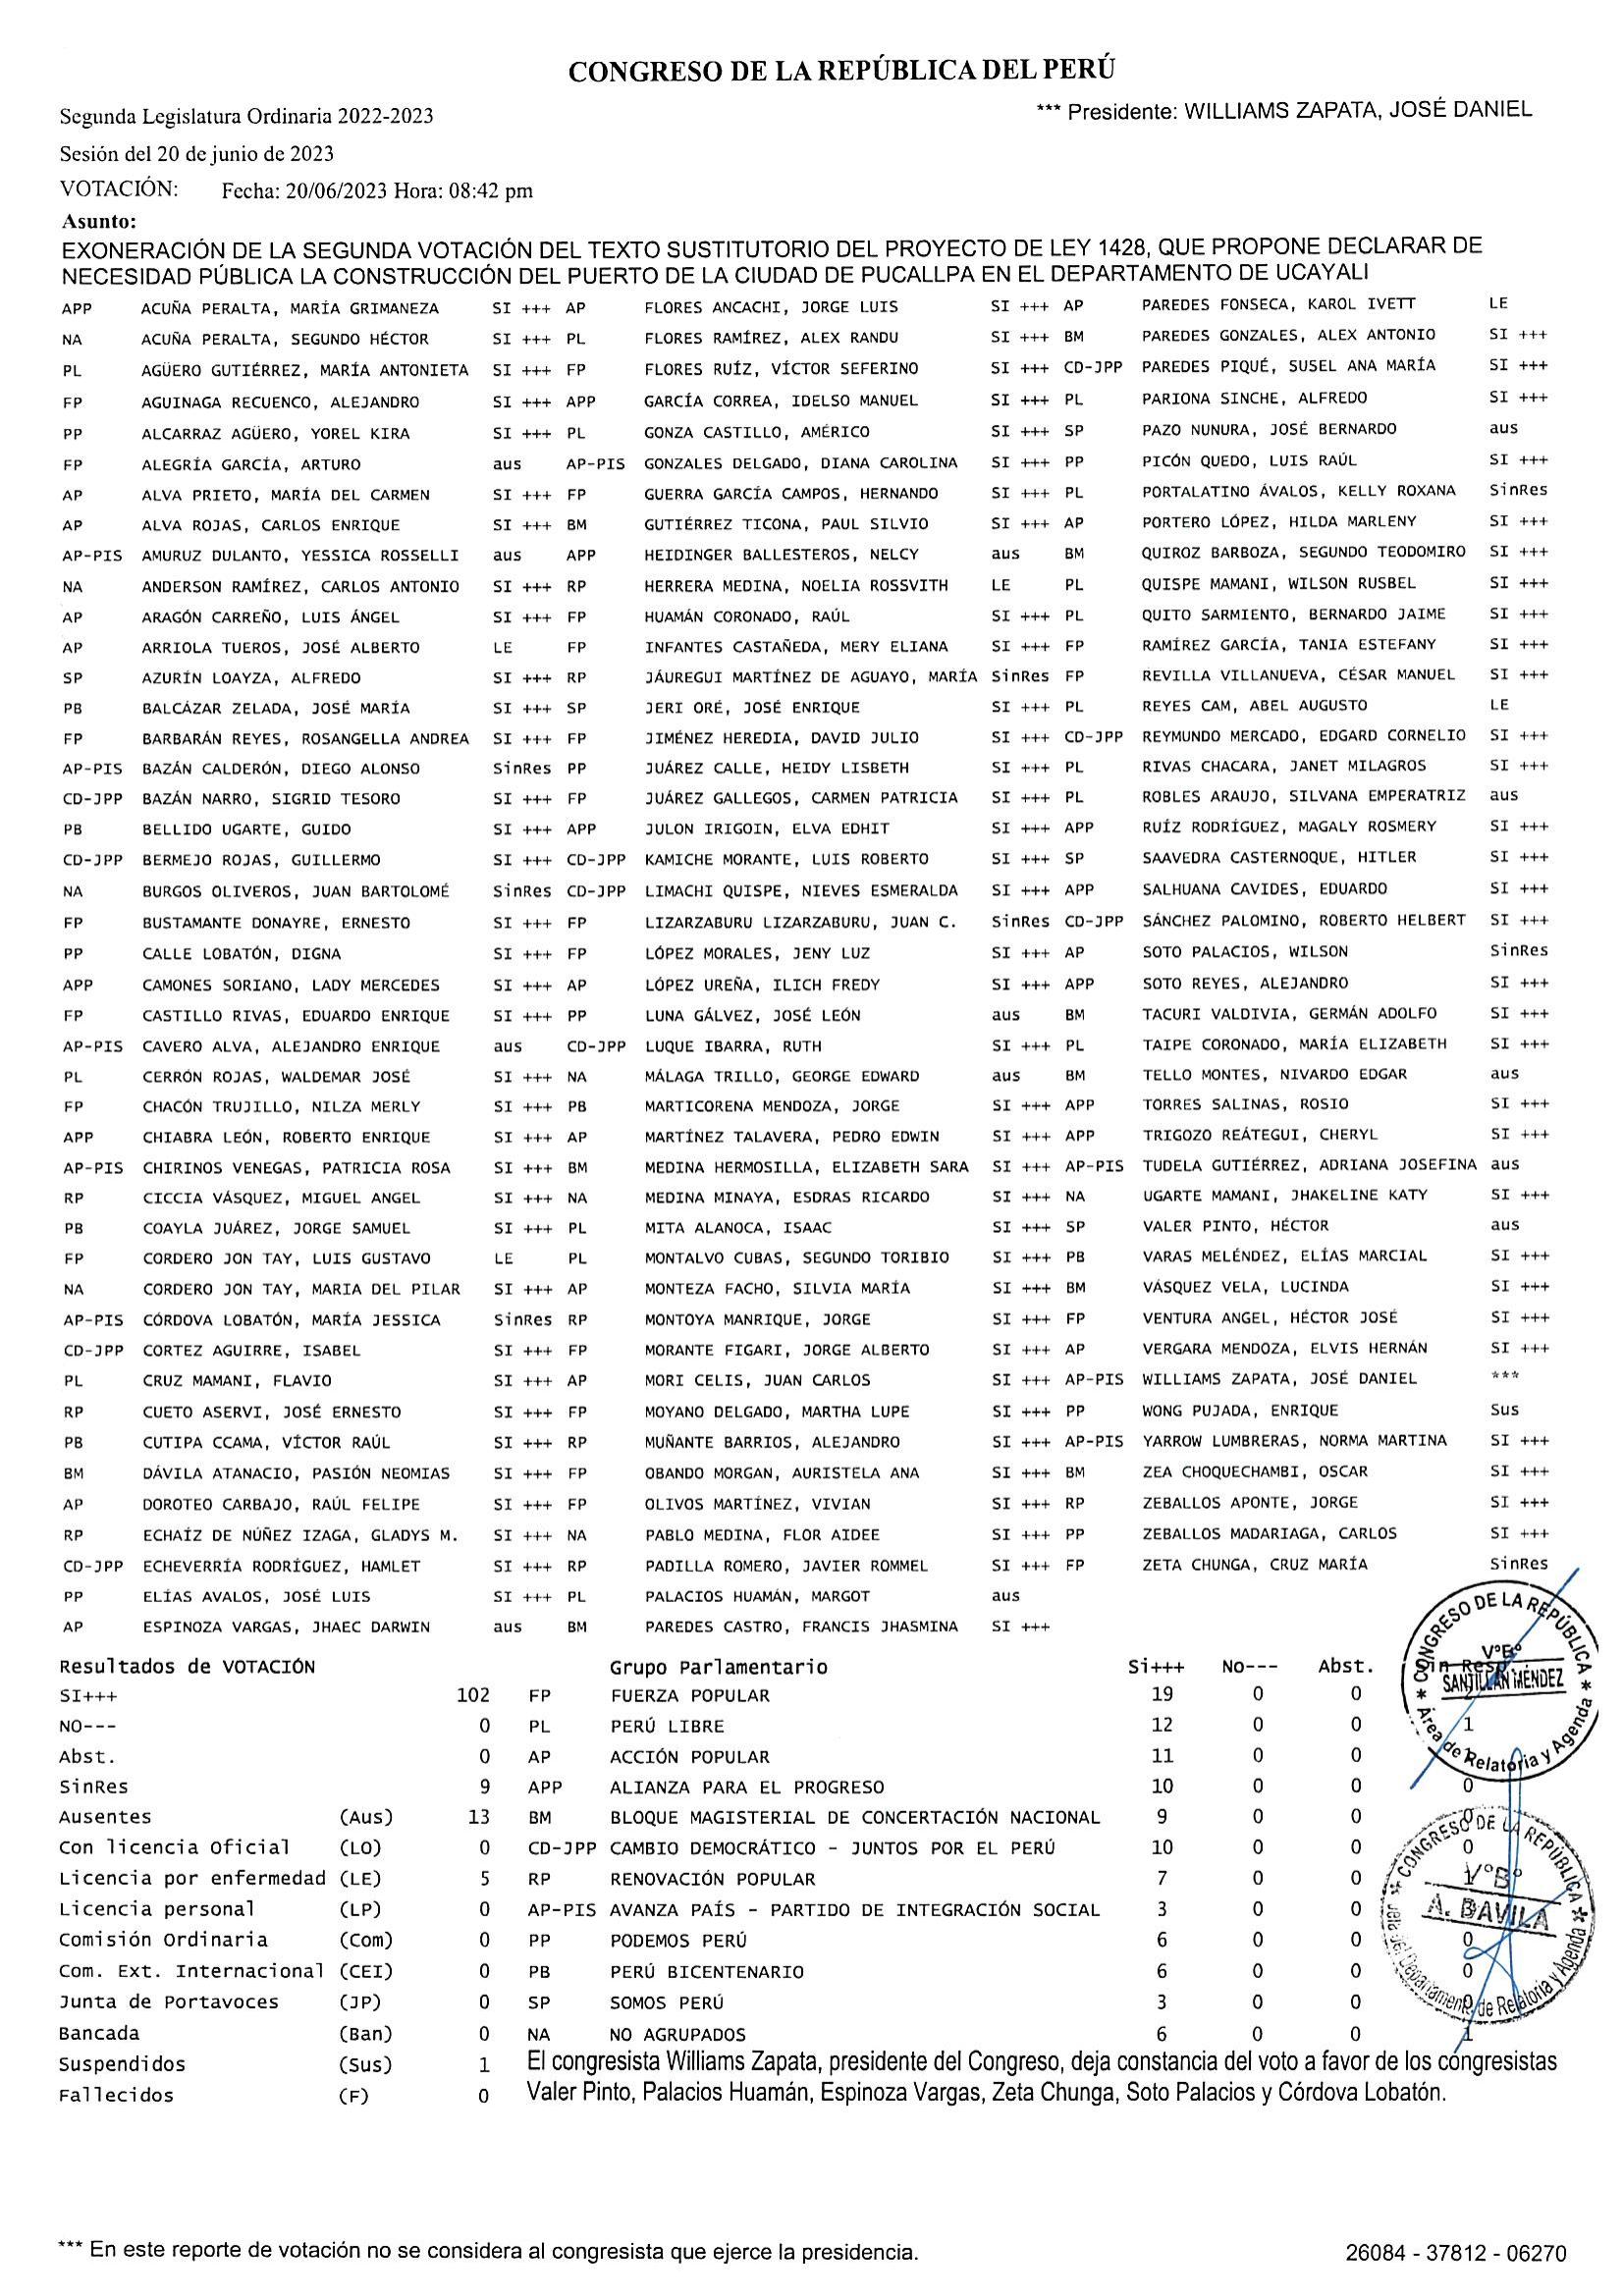 CONGRESO DE LA REPÚBLICA DEL PERÚ
Segunda Legislatura Ordinaria 2022-2023
*** Presidente: WILLIAMS ZAPATA, JOSÉ DANIEL
Sesión del 20 de junio de 2023
VOTACIÓN: Fecha: 20/06/2023 Hora: 08:42 pm
Asunto:
EXONERACIÓN DE LA SEGUNDA VOTACIÓN DEL TEXTO SUSTITUTORIO DEL PROYECTO DE LEY 1428, QUE PROPONE DECLARAR DE
NECESIDAD PÚBLICA LA CONSTRUCCIÓN DEL PUERTO DE LA CIUDAD DE PUCALLPA EN EL DEPARTAMENTO DE UCAYALI
APP ACUÑA PERALTA, MARÍA GRIMANEZA SI +++ AP FLORES ANCACHI, JORGE LUIS SI +++ AP PAREDES FONSECA, KAROL IVETT LE
NA ACUÑA PERALTA, SEGUNDO HÉCTOR SI +++ PL FLORES RAMÍREZ, ALEX RANDU SI +++ BM PAREDES GONZALES, ALEX ANTONIO SI +++
PL AGÜERO GUTIÉRREZ, MARÍA ANTONIETA SI +++ FP FLORES RUÍZ, VÍCTOR SEFERINO SI +++ CD-JPP PAREDES PIQUÉ, SUSEL ANA MARÍA SI +++
FP AGUINAGA RECUENCO, ALEJANDRO SI +++ APP GARCÍA CORREA, IDELSO MANUEL SI +++ PL PARIONA SINCHE, ALFREDO SI +++
PP ALCARRAZ AGÜERO, YOREL KIRA SI +++ PL GONZA CASTILLO, AMÉRICO SI +++ SP PAZO NUNURA, JOSÉ BERNARDO aus
FP ALEGRÍA GARCÍA, ARTURO aus AP-PIS GONZALES DELGADO, DIANA CAROLINA SI +++ PP PICÓN QUEDO, LUIS RAÚL SI +++
AP ALVA PRIETO, MARÍA DEL CARMEN SI +++ FP GUERRA GARCÍA CAMPOS, HERNANDO SI +++ PL PORTALATINO ÁVALOS, KELLY ROXANA SinRes
AP ALVA ROJAS, CARLOS ENRIQUE SI +++ BM GUTIÉRREZ TICONA, PAUL SILVIO SI +++ AP PORTERO LÓPEZ, HILDA MARLENY SI +++
AP-PIS AMURUZ DULANTO, YESSICA ROSSELLI aus APP HEIDINGER BALLESTEROS, NELCY aus BM QUIROZ BARBOZA, SEGUNDO TEODOMIRO SI +++
NA ANDERSON RAMÍREZ, CARLOS ANTONIO SI +++ RP HERRERA MEDINA, NOELIA ROSSVITH LE PL QUISPE MAMANI, WILSON RUSBEL SI +++
AP ARAGÓN CARREÑO, LUIS ÁNGEL SI +++ FP HUAMÁN CORONADO, RAÚL SI +++ PL QUITO SARMIENTO, BERNARDO JAIME SI +++
AP ARRIOLA TUEROS, JOSÉ ALBERTO LE FP INFANTES CASTAÑEDA, MERY ELIANA SI +++ FP RAMÍREZ GARCÍA, TANIA ESTEFANY SI +++
SP AZURÍN LOAYZA, ALFREDO SI +++ RP JÁUREGUI MARTÍNEZ DE AGUAYO, MARÍA SinRes FP REVILLA VILLANUEVA, CÉSAR MANUEL SI +++
PB BALCÁZAR ZELADA, JOSÉ MARÍA SI +++ SP JERI ORÉ, JOSÉ ENRIQUE SI +++ PL REYES CAM, ABEL AUGUSTO LE
FP BARBARÁN REYES, ROSANGELLA ANDREA SI +++ FP JIMÉNEZ HEREDIA, DAVID JULIO SI +++ CD-JPP REYMUNDO MERCADO, EDGARD CORNELIO SI +++
AP-PIS BAZÁN CALDERÓN, DIEGO ALONSO SinRes PP JUÁREZ CALLE, HEIDY LISBETH SI +++ PL RIVAS CHACARA, JANET MILAGROS SI +++
CD-JPP BAZÁN NARRO, SIGRID TESORO SI +++ FP JUÁREZ GALLEGOS, CARMEN PATRICIA SI +++ PL ROBLES ARAUJO, SILVANA EMPERATRIZ aus
PB BELLIDO UGARTE, GUIDO SI +++ APP JULON IRIGOIN, ELVA EDHIT SI +++ APP RUÍZ RODRÍGUEZ, MAGALY ROSMERY SI +++
CD-JPP BERMEJO ROJAS, GUILLERMO SI +++ CD-JPP KAMICHE MORANTE, LUIS ROBERTO SI +++ SP SAAVEDRA CASTERNOQUE, HITLER SI +++
NA BURGOS OLIVEROS, JUAN BARTOLOMÉ SinRes CD-JPP LIMACHI QUISPE, NIEVES ESMERALDA SI +++ APP SALHUANA CAVIDES, EDUARDO SI +++
FP BUSTAMANTE DONAYRE, ERNESTO SI +++ FP LIZARZABURU LIZARZABURU, JUAN C. SinRes CD-JPP SÁNCHEZ PALOMINO, ROBERTO HELBERT SI +++
PP CALLE LOBATÓN, DIGNA SI +++ FP LÓPEZ MORALES, JENY LUZ SI +++ AP SOTO PALACIOS, WILSON SinRes
APP CAMONES SORIANO, LADY MERCEDES SI +++ AP LÓPEZ UREÑA, ILICH FREDY SI +++ APP SOTO REYES, ALEJANDRO SI +++
FP CASTILLO RIVAS, EDUARDO ENRIQUE SI +++ PP LUNA GÁLVEZ, JOSÉ LEÓN aus BM TACURI VALDIVIA, GERMÁN ADOLFO SI +++
AP-PIS CAVERO ALVA, ALEJANDRO ENRIQUE aus CD-JPP LUQUE IBARRA, RUTH SI +++ PL TAIPE CORONADO, MARÍA ELIZABETH SI +++
PL CERRÓN ROJAS, WALDEMAR JOSÉ SI +++ NA MÁLAGA TRILLO, GEORGE EDWARD aus BM TELLO MONTES, NIVARDO EDGAR aus
FP CHACÓN TRUJILLO, NILZA MERLY SI +++ PB MARTICORENA MENDOZA, JORGE SI +++ APP TORRES SALINAS, ROSIO SI +++
APP CHIABRA LEÓN, ROBERTO ENRIQUE SI +++ AP MARTÍNEZ TALAVERA, PEDRO EDWIN SI +++ APP TRIGOZO REÁTEGUI, CHERYL SI +++
AP-PIS CHIRINOS VENEGAS, PATRICIA ROSA SI +++ BM MEDINA HERMOSILLA, ELIZABETH SARA SI +++ AP-PIS TUDELA GUTIÉRREZ, ADRIANA JOSEFINA aus
RP CICCIA VÁSQUEZ, MIGUEL ANGEL SI +++ NA MEDINA MINAYA, ESDRAS RICARDO SI +++ NA UGARTE MAMANI, JHAKELINE KATY SI +++
PB COAYLA JUÁREZ, JORGE SAMUEL SI +++ PL MITA ALANOCA, ISAAC SI +++ SP VALER PINTO, HÉCTOR aus
FP CORDERO JON TAY, LUIS GUSTAVO LE PL MONTALVO CUBAS, SEGUNDO TORIBIO SI +++ PB VARAS MELÉNDEZ, ELÍAS MARCIAL SI +++
NA CORDERO JON TAY, MARIA DEL PILAR SI +++ AP MONTEZA FACHO, SILVIA MARÍA SI +++ BM VÁSQUEZ VELA, LUCINDA SI +++
AP-PIS CÓRDOVA LOBATÓN, MARÍA JESSICA SinRes RP MONTOYA MANRIQUE, JORGE SI +++ FP VENTURA ANGEL, HÉCTOR JOSÉ SI +++
CD-JPP CORTEZ AGUIRRE, ISABEL SI +++ FP MORANTE FIGARI, JORGE ALBERTO SI +++ AP VERGARA MENDOZA, ELVIS HERNÁN SI +++
PL CRUZ MAMANI, FLAVIO SI +++ AP MORI CELIS, JUAN CARLOS SI +++ AP-PIS WILLIAMS ZAPATA, JOSÉ DANIEL ***
RP CUETO ASERVI, JOSÉ ERNESTO SI +++ FP MOYANO DELGADO, MARTHA LUPE SI +++ PP WONG PUJADA, ENRIQUE Sus
PB CUTIPA CCAMA, VÍCTOR RAÚL SI +++ RP MUÑANTE BARRIOS, ALEJANDRO SI +++ AP-PIS YARROW LUMBRERAS, NORMA MARTINA SI +++
BM DÁVILA ATANACIO, PASIÓN NEOMIAS SI +++ FP OBANDO MORGAN, AURISTELA ANA SI +++ BM ZEA CHOQUECHAMBI, OSCAR SI +++
AP DOROTEO CARBAJO, RAÚL FELIPE SI +++ FP OLIVOS MARTÍNEZ, VIVIAN SI +++ RP ZEBALLOS APONTE, JORGE SI +++
RP ECHAÍZ DE NÚÑEZ IZAGA, GLADYS M. SI +++ NA PABLO MEDINA, FLOR AIDEE SI +++ PP ZEBALLOS MADARIAGA, CARLOS SI +++
CD-JPP ECHEVERRÍA RODRÍGUEZ, HAMLET SI +++ RP PADILLA ROMERO, JAVIER ROMMEL SI +++ FP ZETA CHUNGA, CRUZ MARÍA SinRes
PP ELÍAS AVALOS, JOSÉ LUIS SI +++ PL PALACIOS HUAMÁN, MARGOT aus
AP ESPINOZA VARGAS, JHAEC DARWIN aus BM PAREDES CASTRO, FRANCIS JHASMINA SI +++
Resultados de VOTACIÓN Grupo Parlamentario Si+++ No--- Abst. Sin Resp
SI+++ 102 FP FUERZA POPULAR 19 0 0
NO--- 0 PL PERÚ LIBRE 12 0 0 1
Abst. 0 AP ACCIÓN POPULAR 11 0 0 1
SinRes 9 APP ALIANZA PARA EL PROGRESO 10 0 0 0
Ausentes (Aus) 13 BM BLOQUE MAGISTERIAL DE CONCERTACIÓN NACIONAL 9 0 0 0
Con licencia Oficial (LO) 0 CD-JPP CAMBIO DEMOCRÁTICO - JUNTOS POR EL PERÚ 10 0 0 0
Licencia por enfermedad (LE) 5 RP RENOVACIÓN POPULAR 7 0 0
Licencia personal (LP) 0 AP-PIS AVANZA PAÍS - PARTIDO DE INTEGRACIÓN SOCIAL 3 0 0
Comisión Ordinaria (Com) 0 PP PODEMOS PERÚ 6 0 0 0
Com. Ext. Internacional (CEI) 0 PB PERÚ BICENTENARIO 6 0 0 0
Junta de Portavoces (JP) 0 SP SOMOS PERÚ 3 0 0 0
Bancada (Ban) 0 NA NO AGRUPADOS 6 0 0 1
Suspendidos (Sus) 1
Fallecidos (F) 0
El congresista Williams Zapata, presidente del Congreso, deja constancia del voto a favor de los congresistas
Valer Pinto, Palacios Huamán, Espinoza Vargas, Zeta Chunga, Soto Palacios y Córdova Lobatón.
CONGRESO DE LA REPÚBLICA
V°B°
SANTILLÁN MÉNDEZ
Área de Relatoría y Agenda
CONGRESO DE LA REPÚBLICA
V°B°
A. DAVILA
Jefe del Departamento de Relatoría y Agenda
*** En este reporte de votación no se considera al congresista que ejerce la presidencia.
26084 - 37812 - 06270